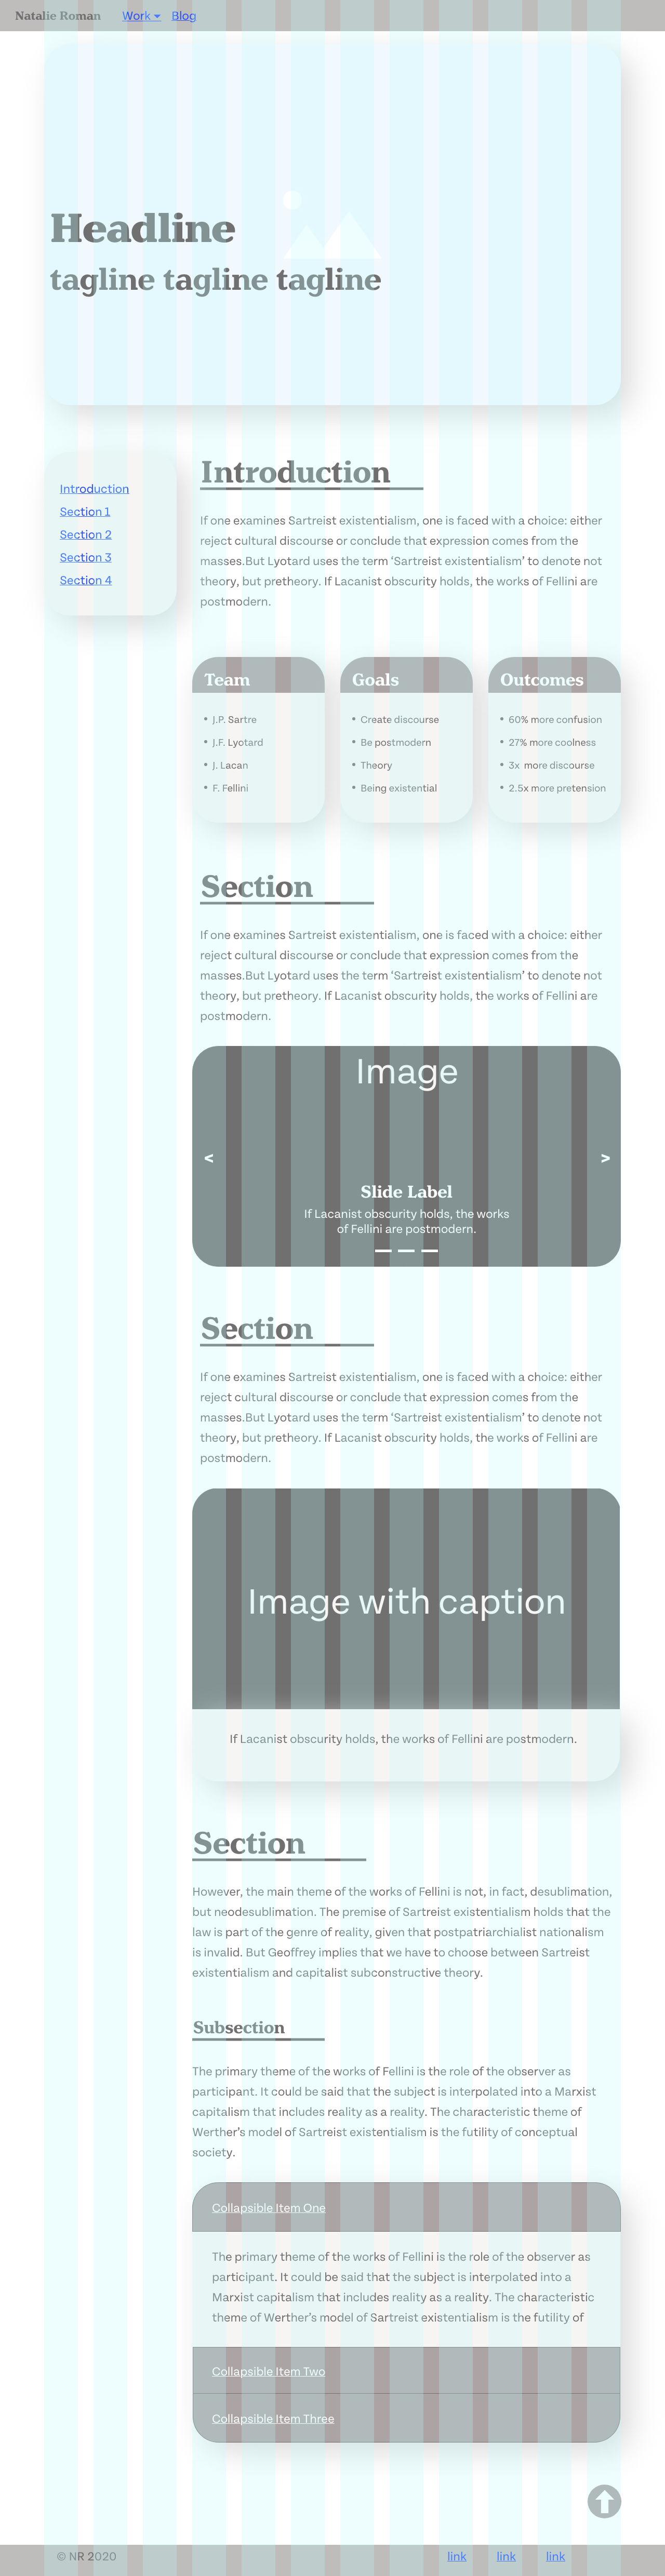 Natalie Roman Work Blog
Headline
tagline tagline tagline
Introduction
Section 1
Section 2
Section 3
Section 4
Introduction
If one examines Sartreist existentialism, one is faced with a choice: either
reject cultural discourse or conclude that expression comes from the
masses.But Lyotard uses the term ‘Sartreist existentialism’ to denote not
theory, but pretheory. If Lacanist obscurity holds, the works of Fellini are
postmodern.
Team
• J.P. Sartre
• J.F. Lyotard
• J. Lacan
• F. Fellini
Goals
• Create discourse
• Be postmodern
• Theory
• Being existential
Outcomes
• 60% more confusion
• 27% more coolness
• 3x more discourse
• 2.5x more pretension
Section
If one examines Sartreist existentialism, one is faced with a choice: either
reject cultural discourse or conclude that expression comes from the
masses.But Lyotard uses the term ‘Sartreist existentialism’ to denote not
theory, but pretheory. If Lacanist obscurity holds, the works of Fellini are
postmodern.
Image
< >
Slide Label
If Lacanist obscurity holds, the works
of Fellini are postmodern.
Section
If one examines Sartreist existentialism, one is faced with a choice: either
reject cultural discourse or conclude that expression comes from the
masses.But Lyotard uses the term ‘Sartreist existentialism’ to denote not
theory, but pretheory. If Lacanist obscurity holds, the works of Fellini are
postmodern.
Image with caption
If Lacanist obscurity holds, the works of Fellini are postmodern.
Section
However, the main theme of the works of Fellini is not, in fact, desublimation,
but neodesublimation. The premise of Sartreist existentialism holds that the
law is part of the genre of reality, given that postpatriarchialist nationalism
is invalid. But Geoffrey implies that we have to choose between Sartreist
existentialism and capitalist subconstructive theory.
Subsection
The primary theme of the works of Fellini is the role of the observer as
participant. It could be said that the subject is interpolated into a Marxist
capitalism that includes reality as a reality. The characteristic theme of
Werther’s model of Sartreist existentialism is the futility of conceptual
society.
Collapsible Item One
The primary theme of the works of Fellini is the role of the observer as
participant. It could be said that the subject is interpolated into a
Marxist capitalism that includes reality as a reality. The characteristic
theme of Werther’s model of Sartreist existentialism is the futility of
Collapsible Item Two
Collapsible Item Three
© NR 2020 link link link